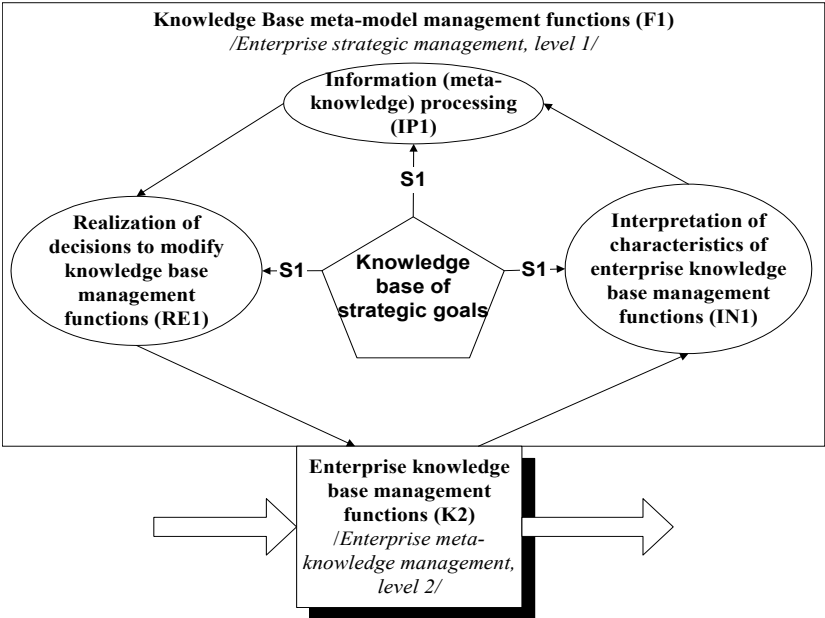 Knowledge Base meta-model management functions (F1)
/Enterprise strategic management, level 1/
Information (meta-
knowledge) processing
(IP1)
S1
Realization of
decisions to modify
knowledge base
management
functions (RE1)
S1
Knowledge
base of
strategic goals
S1
Interpretation of
characteristics of
enterprise knowledge
base management
functions (IN1)
Enterprise knowledge
base management
functions (K2)
/Enterprise meta-
knowledge management,
level 2/